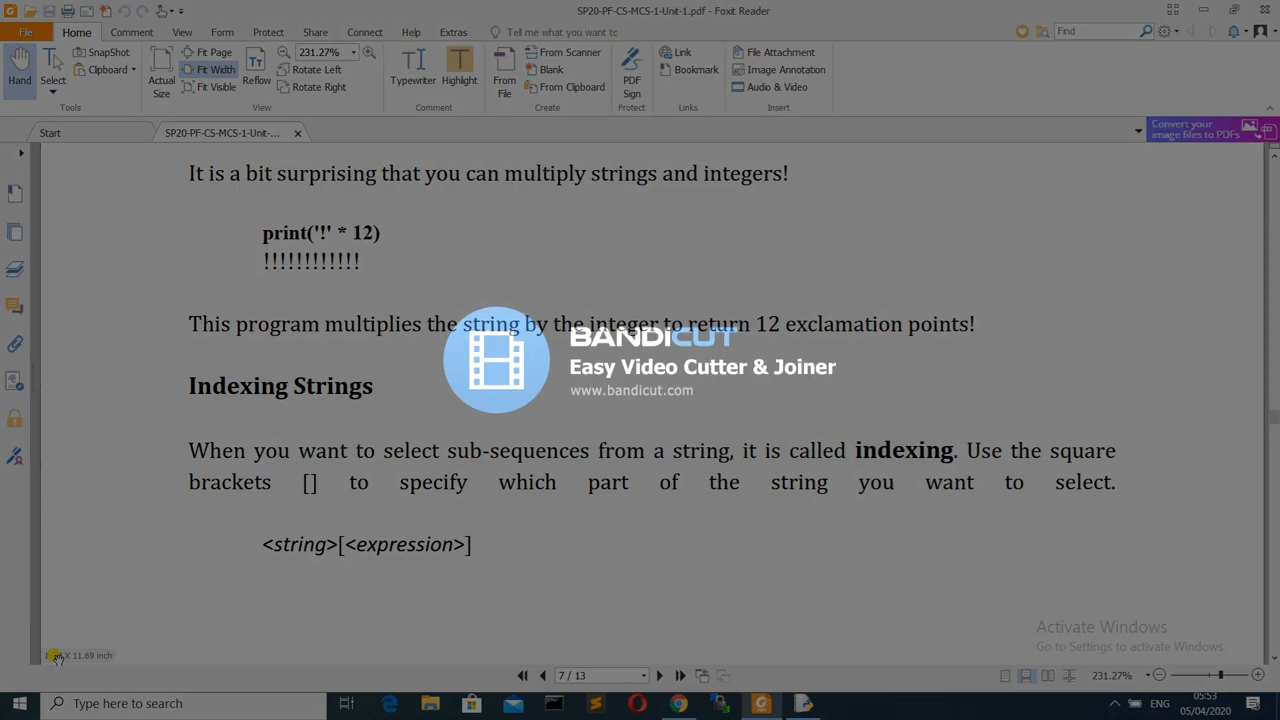 SP20-PF-CS-MCS-1-Unit-1.pdf - Foxit Reader
File Home Comment View Form Protect Share Connect Help Extras Tell me what you want to Find
Hand
Select
SnapShot
Clipboard
Tools
Actual
Size
Fit Page
Fit Width
Fit Visible
Reflow
231.27%
Rotate Left
Rotate Right
View
Typewriter
Highlight
Comment
From
File
From Scanner
Blank
From Clipboard
Create
PDF
Sign
Protect
Link
Bookmark
Links
File Attachment
Image Annotation
Audio & Video
Insert
Start
SP20-PF-CS-MCS-1-Unit-...
Convert your
image files to PDFs
It is a bit surprising that you can multiply strings and integers!
print('!' * 12)
!!!!!!!!!!!!
This program multiplies the string by the integer to return 12 exclamation points!
BANDICUT
Easy Video Cutter & Joiner
www.bandicut.com
Indexing Strings
When you want to select sub-sequences from a string, it is called indexing. Use the square
brackets [] to specify which part of the string you want to select.
<string>[<expression>]
Activate Windows
Go to Settings to activate Windows.
X 11.69 inch
7 / 13
231.27%
Type here to search
ENG
05:53
05/04/2020